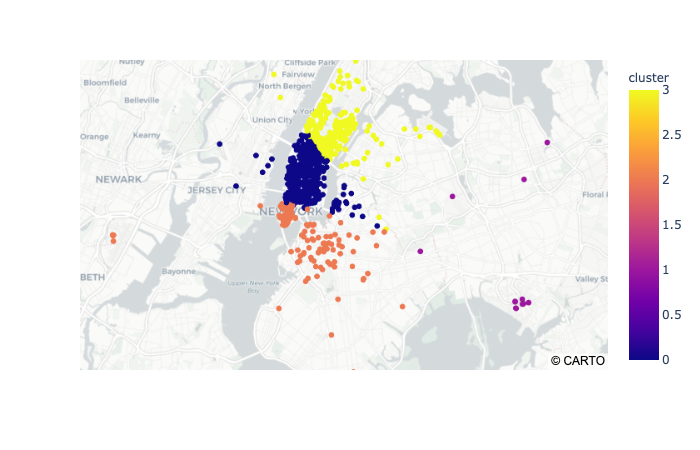 Nutley
Cliffside Park
Fairview
Bloomfield
North Bergen
Belleville
Union City
Orange
Kearny
NEWARK
JERSEY CITY
Floral
NEW YORK
Bayonne
BETH
Upper New York
Bay
Valley St
© CARTO
cluster
3
2.5
2
1.5
1
0.5
0